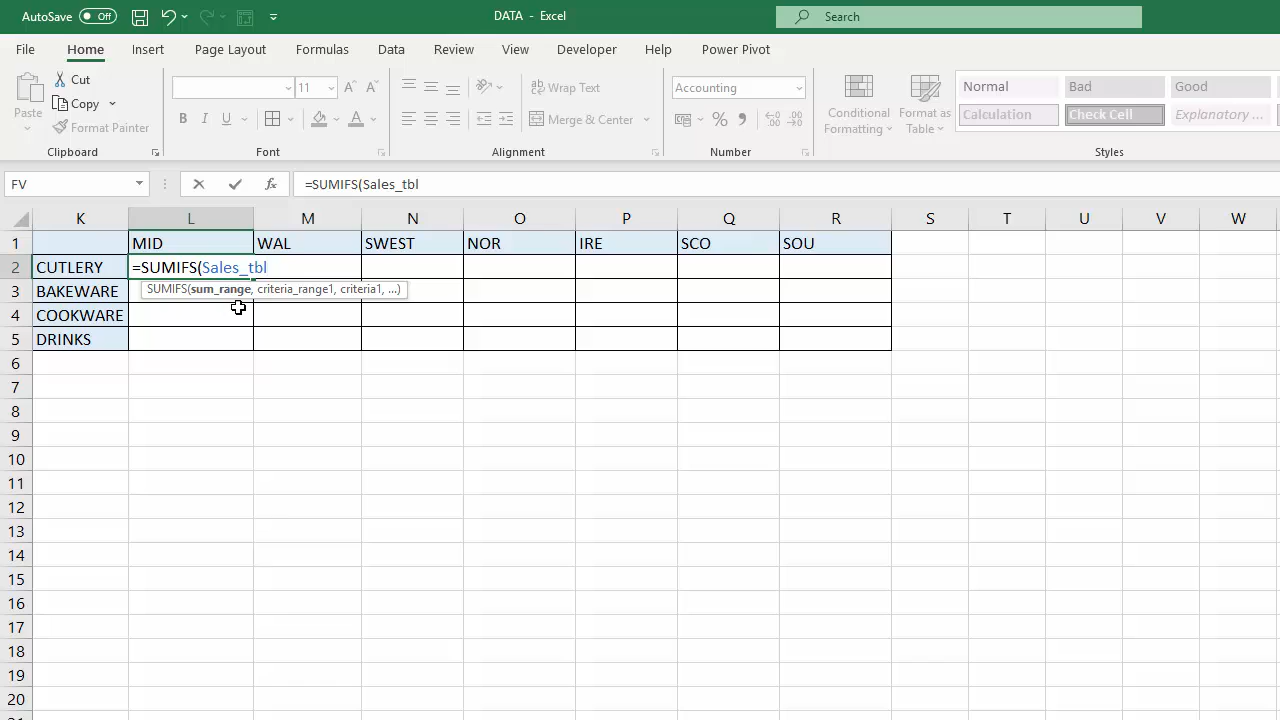 AutoSave Off DATA - Excel Search
File Home Insert Page Layout Formulas Data Review View Developer Help Power Pivot
Paste
Cut
Copy
Format Painter
Clipboard
11
Font
Wrap Text
Merge & Center
Alignment
Accounting
Number
Conditional Formatting
Format as Table
Normal Bad Good
Calculation Check Cell Explanatory ...
Styles
FV =SUMIFS(Sales_tbl
K L M N O P Q R S T U V W
1 MID WAL SWEST NOR IRE SCO SOU
2 CUTLERY =SUMIFS(Sales_tbl
SUMIFS(sum_range, criteria_range1, criteria1, ...)
3 BAKEWARE
4 COOKWARE
5 DRINKS
6
7
8
9
10
11
12
13
14
15
16
17
18
19
20